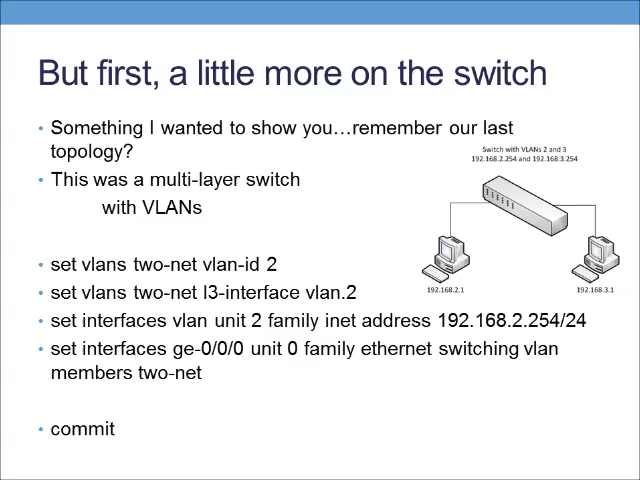 But first, a little more on the switch
• Something I wanted to show you…remember our last
topology?
• This was a multi-layer switch
with VLANs
Switch with VLANs 2 and 3
192.168.2.254 and 192.168.3.254
192.168.2.1
192.168.3.1
• set vlans two-net vlan-id 2
• set vlans two-net l3-interface vlan.2
• set interfaces vlan unit 2 family inet address 192.168.2.254/24
• set interfaces ge-0/0/0 unit 0 family ethernet switching vlan
members two-net
• commit